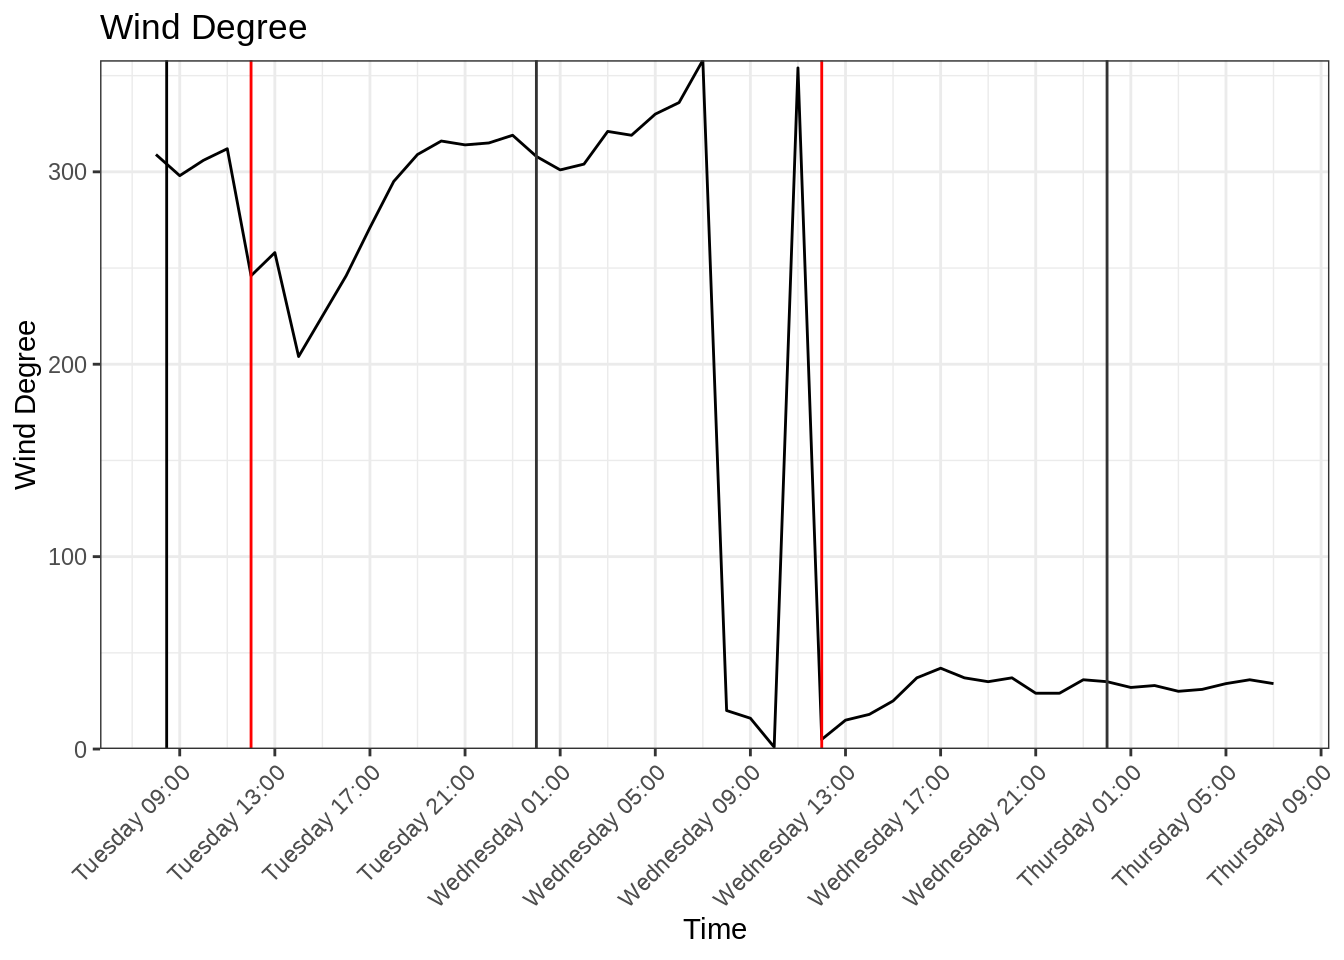 Wind Degree
Wind Degree
300
200
100
0
Tuesday 09:00
Tuesday 13:00
Tuesday 17:00
Tuesday 21:00
Wednesday 01:00
Wednesday 05:00
Wednesday 09:00
Wednesday 13:00
Wednesday 17:00
Wednesday 21:00
Thursday 01:00
Thursday 05:00
Thursday 09:00
Time